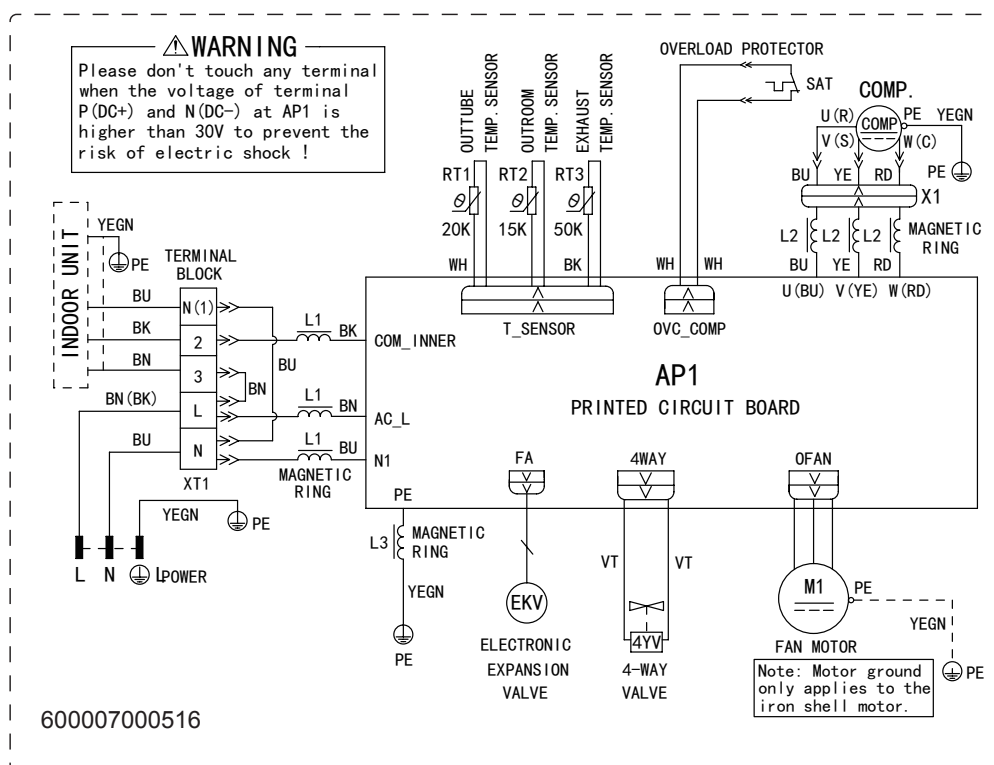 WARNING
Please don't touch any terminal
when the voltage of terminal
P(DC+) and N(DC-) at AP1 is
higher than 30V to prevent the
risk of electric shock !
OUTTUBE
TEMP. SENSOR
OUTROOM
TEMP. SENSOR
EXHAUST
TEMP. SENSOR
RT1
RT2
RT3
θ
θ
θ
20K
15K
50K
WH
BK
T_SENSOR
OVERLOAD PROTECTOR
SAT
WH
WH
OVC_COMP
COMP.
U(R)
COMP
PE
YEGN
V(S)
W(C)
BU
YE
RD
PE
X1
L2
L2
L2
MAGNETIC
RING
BU
YE
RD
U(BU)
V(YE)
W(RD)
INDOOR UNIT
YEGN
PE
TERMINAL
BLOCK
BU
N(1)
BK
2
BN
3
BN(BK)
L
BU
N
XT1
BU
BN
L1
BK
COM_INNER
L1
BN
AC_L
L1
BU
N1
MAGNETIC
RING
AP1
PRINTED CIRCUIT BOARD
YEGN
PE
L
N
POWER
PE
L3
MAGNETIC
RING
YEGN
PE
FA
EKV
ELECTRONIC
EXPANSION
VALVE
4WAY
VT
VT
4YV
4-WAY
VALVE
OFAN
M1
PE
YEGN
PE
FAN MOTOR
Note: Motor ground
only applies to the
iron shell motor.
600007000516